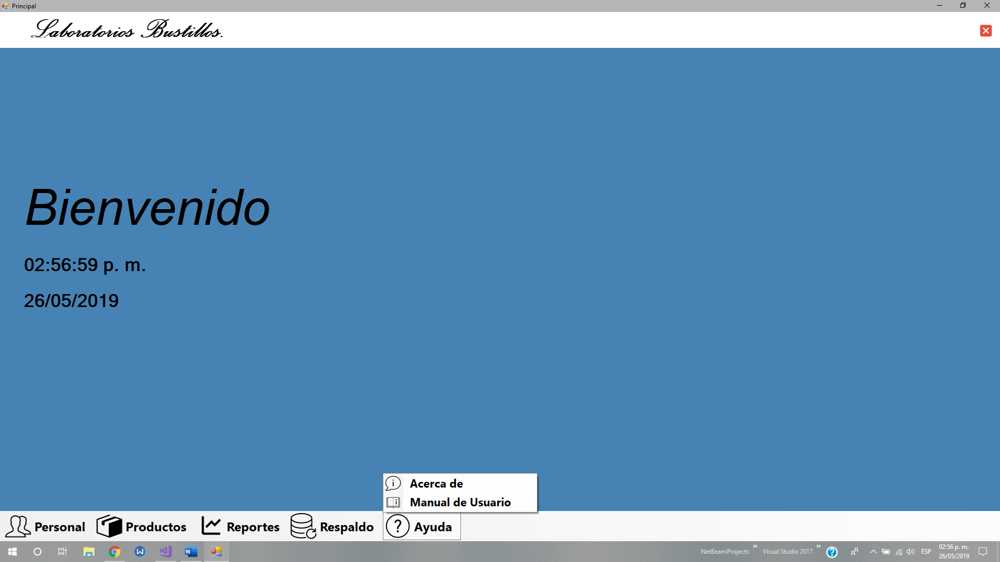 Principal
Laboratorios Bustillos.
Bienvenido
02:56:59 p. m.
26/05/2019
Acerca de
Manual de Usuario
Personal
Productos
Reportes
Respaldo
Ayuda
NetBeansProjects
Visual Studio 2017
ESP
02:56 p. m.
26/05/2019